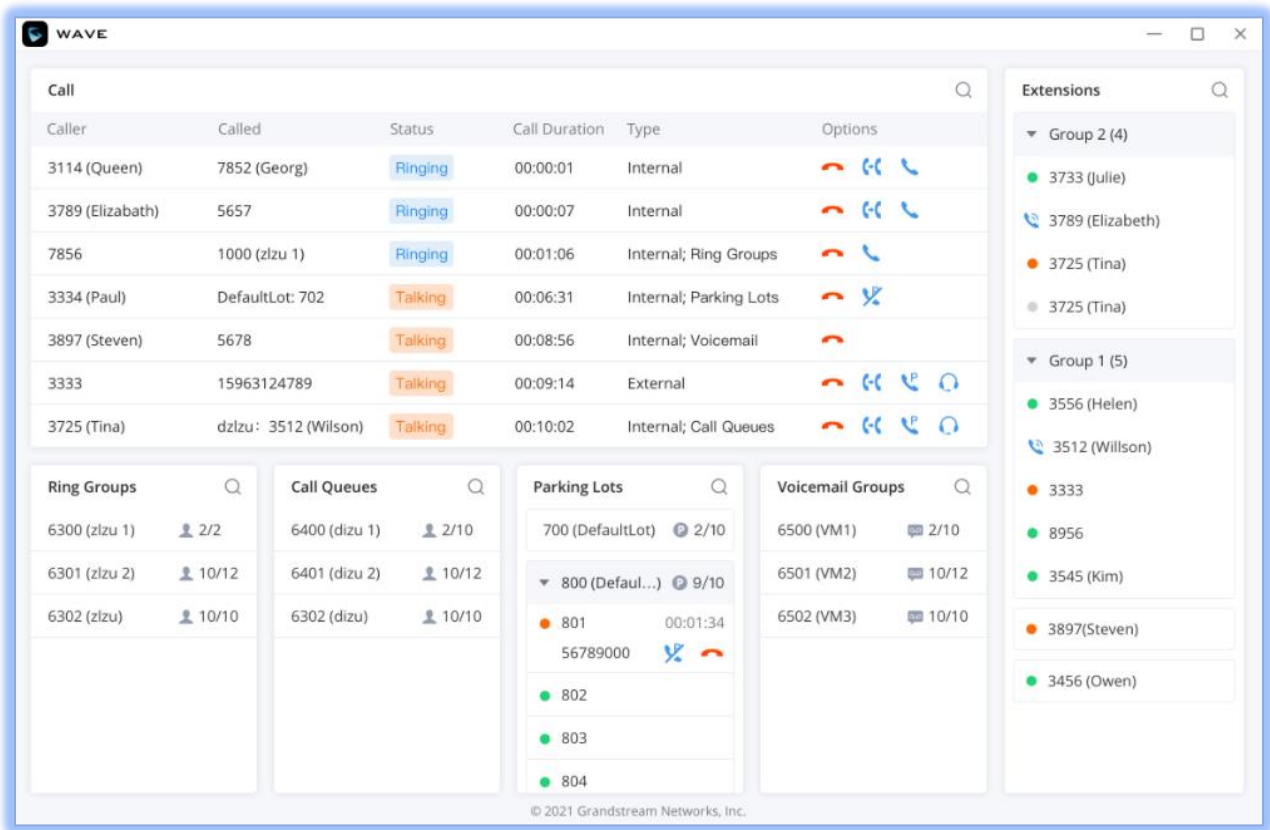 WAVE
Call
Caller Called Status Call Duration Type Options
3114 (Queen) 7852 (Georg) Ringing 00:00:01 Internal
3789 (Elizabath) 5657 Ringing 00:00:07 Internal
7856 1000 (zlzu 1) Ringing 00:01:06 Internal; Ring Groups
3334 (Paul) DefaultLot: 702 Talking 00:06:31 Internal; Parking Lots
3897 (Steven) 5678 Talking 00:08:56 Internal; Voicemail
3333 15963124789 Talking 00:09:14 External
3725 (Tina) dzlzu: 3512 (Wilson) Talking 00:10:02 Internal; Call Queues
Ring Groups
6300 (zlzu 1) 2/2
6301 (zlzu 2) 10/12
6302 (zlzu) 10/10
Call Queues
6400 (dizu 1) 2/10
6401 (dizu 2) 10/12
6302 (dizu) 10/10
Parking Lots
700 (DefaultLot) P 2/10
800 (Defaul...) P 9/10
801 00:01:34
56789000
802
803
804
Voicemail Groups
6500 (VM1) 2/10
6501 (VM2) 10/12
6502 (VM3) 10/10
Extensions
Group 2 (4)
3733 (Julie)
3789 (Elizabeth)
3725 (Tina)
3725 (Tina)
Group 1 (5)
3556 (Helen)
3512 (Willson)
3333
8956
3545 (Kim)
3897(Steven)
3456 (Owen)
© 2021 Grandstream Networks, Inc.